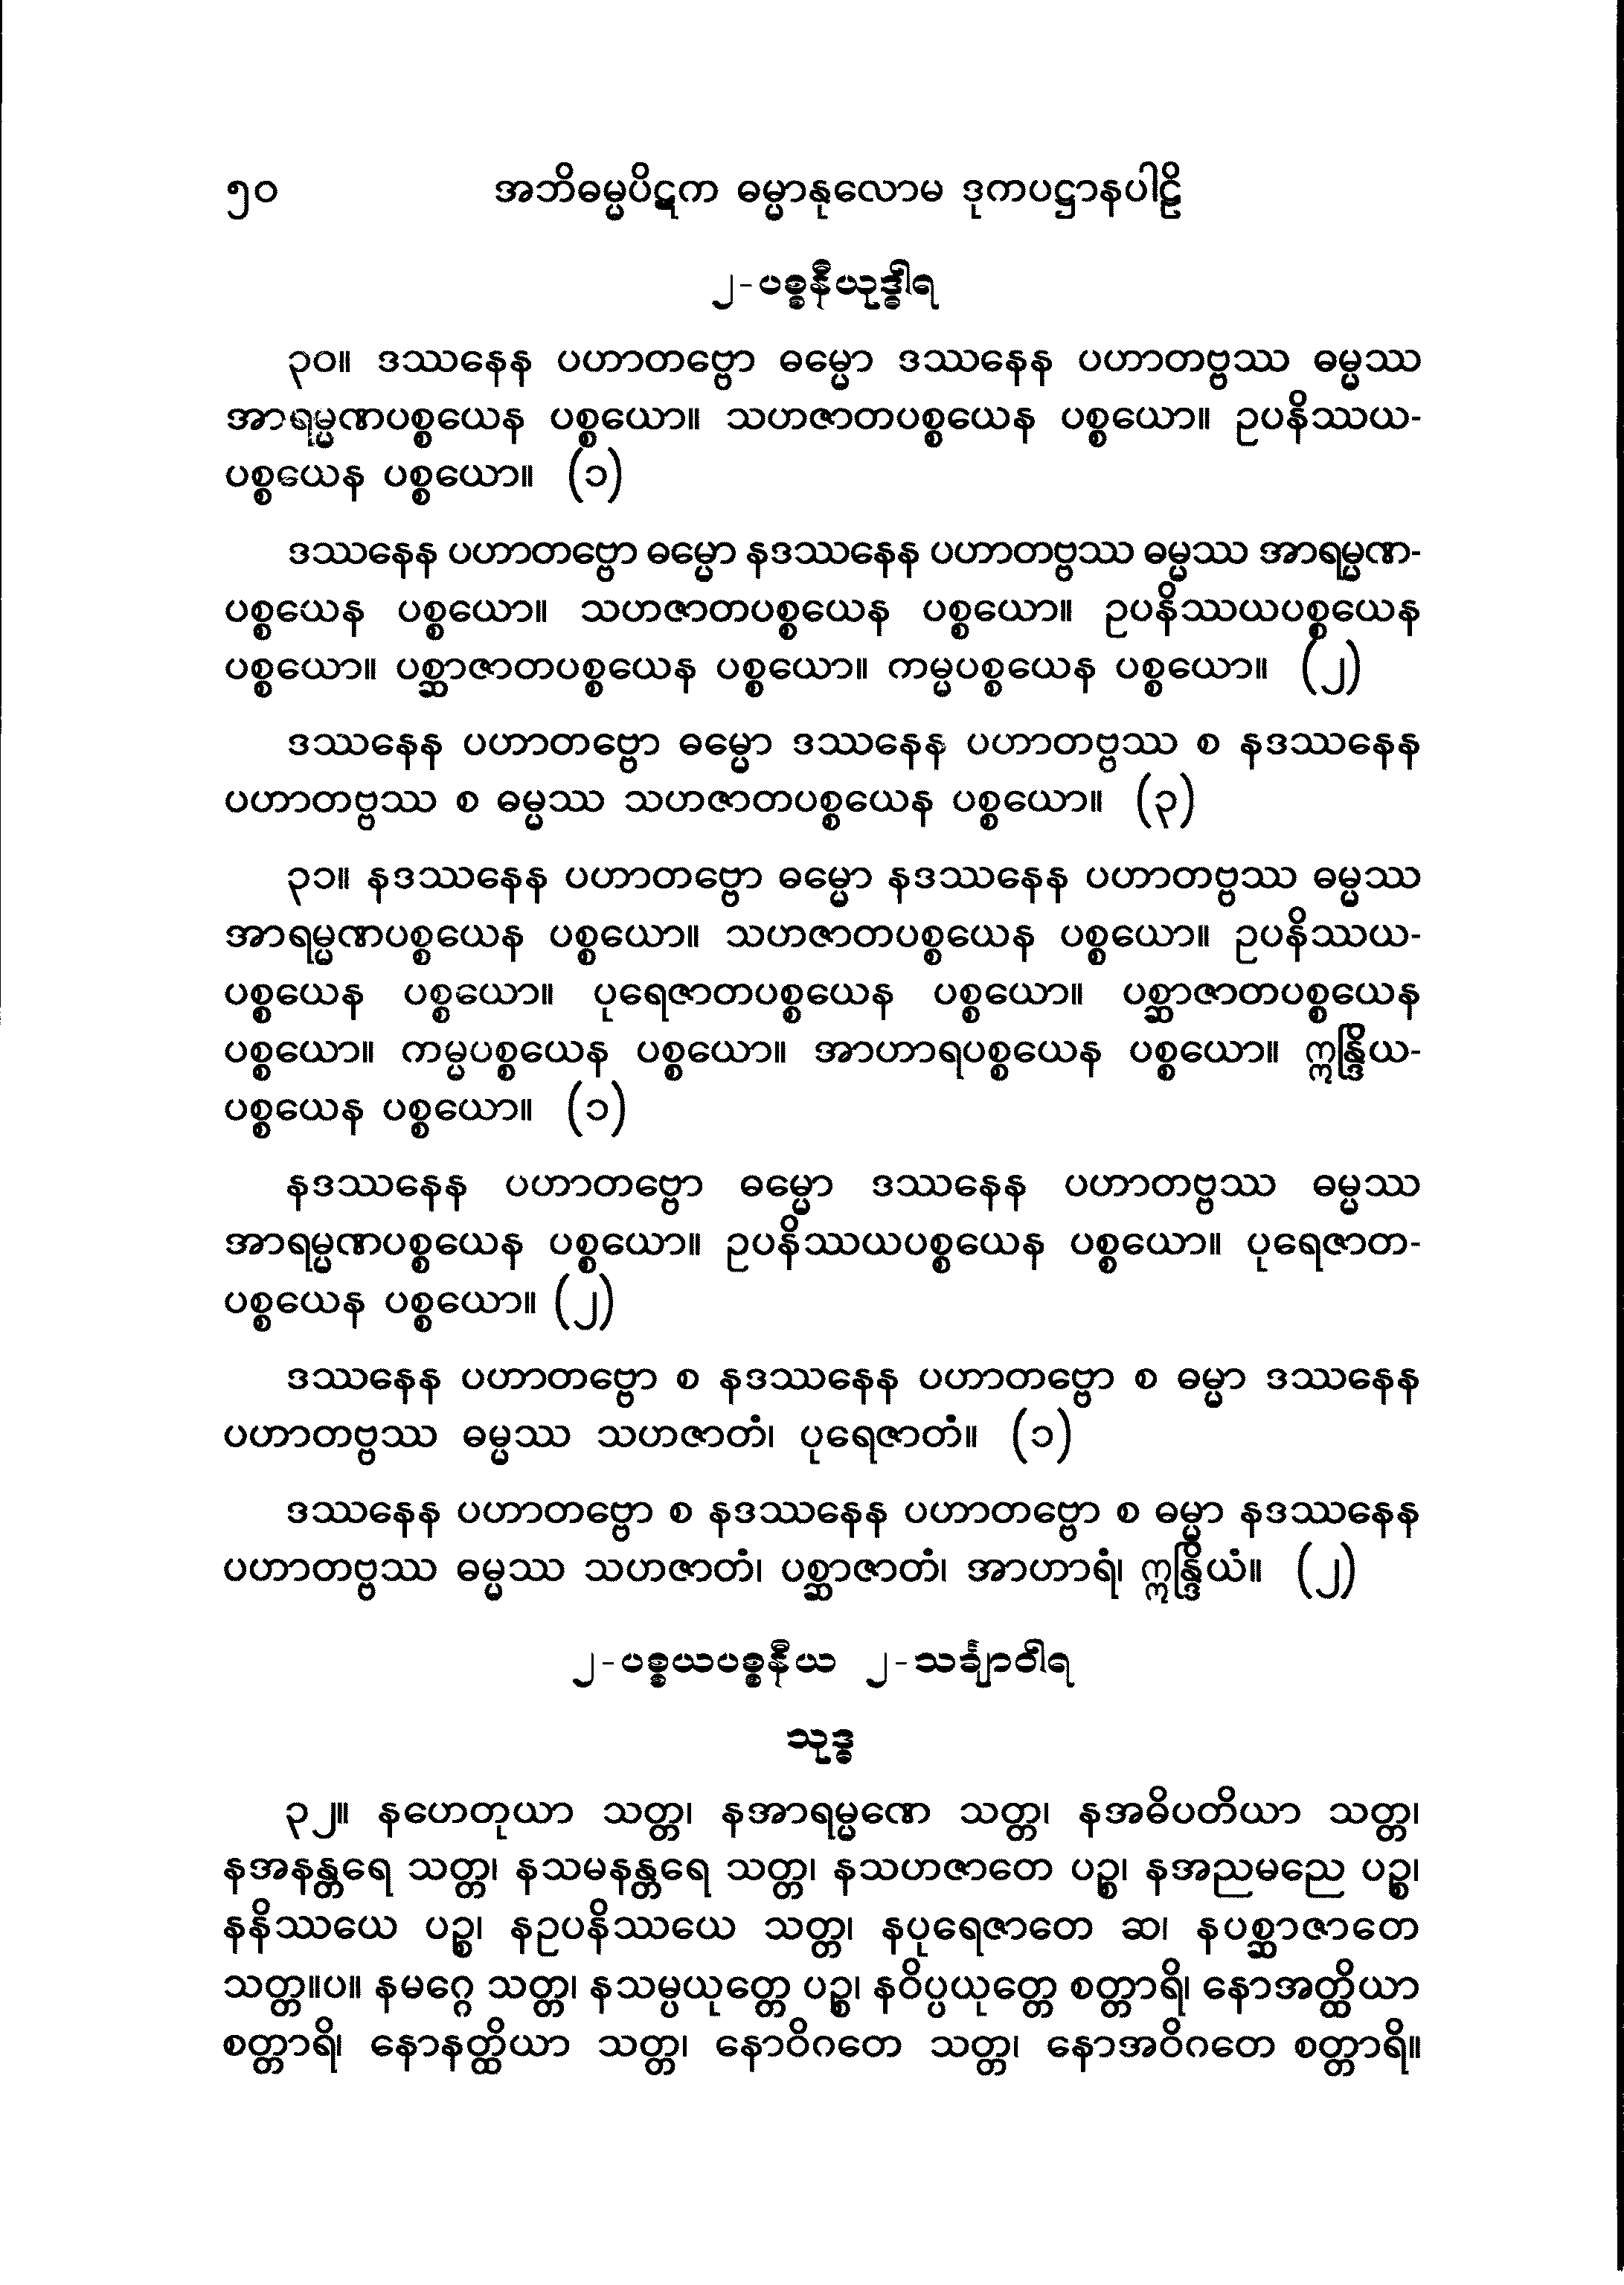 ၅၀ အဘိဓမ္မပိဋက ဓမ္မာနုလောမ ဒုကပဋ္ဌာနပါဠိ
၂-ပစ္စနီယုဒ္ဓါရ
၃၀။ ဒဿနေန ပဟာတဗ္ဗော ဓမ္မော ဒဿနေန ပဟာတဗ္ဗဿ ဓမ္မဿ
အာရမ္မဏပစ္စယေန ပစ္စယော။ သဟဇာတပစ္စယေန ပစ္စယော။ ဥပနိဿယ-
ပစ္စယေန ပစ္စယော။ (၁)
ဒဿနေန ပဟာတဗ္ဗော ဓမ္မော နဒဿနေန ပဟာတဗ္ဗဿ ဓမ္မဿ အာရမ္မဏ-
ပစ္စယေန ပစ္စယော။ သဟဇာတပစ္စယေန ပစ္စယော။ ဥပနိဿယပစ္စယေန
ပစ္စယော။ ပစ္ဆာဇာတပစ္စယေန ပစ္စယော။ ကမ္မပစ္စယေန ပစ္စယော။ (၂)
ဒဿနေန ပဟာတဗ္ဗော ဓမ္မော ဒဿနေန ပဟာတဗ္ဗဿ စ နဒဿနေန
ပဟာတဗ္ဗဿ စ ဓမ္မဿ သဟဇာတပစ္စယေန ပစ္စယော။ (၃)
၃၁။ နဒဿနေန ပဟာတဗ္ဗော ဓမ္မော နဒဿနေန ပဟာတဗ္ဗဿ ဓမ္မဿ
အာရမ္မဏပစ္စယေန ပစ္စယော။ သဟဇာတပစ္စယေန ပစ္စယော။ ဥပနိဿယ-
ပစ္စယေန ပစ္စယော။ ပုရေဇာတပစ္စယေန ပစ္စယော။ ပစ္ဆာဇာတပစ္စယေန
ပစ္စယော။ ကမ္မပစ္စယေန ပစ္စယော။ အာဟာရပစ္စယေန ပစ္စယော။ ဣန္ဒြိယ-
ပစ္စယေန ပစ္စယော။ (၁)
နဒဿနေန ပဟာတဗ္ဗော ဓမ္မော ဒဿနေန ပဟာတဗ္ဗဿ ဓမ္မဿ
အာရမ္မဏပစ္စယေန ပစ္စယော။ ဥပနိဿယပစ္စယေန ပစ္စယော။ ပုရေဇာတ-
ပစ္စယေန ပစ္စယော။ (၂)
ဒဿနေန ပဟာတဗ္ဗော စ နဒဿနေန ပဟာတဗ္ဗော စ ဓမ္မာ ဒဿနေန
ပဟာတဗ္ဗဿ ဓမ္မဿ သဟဇာတံ၊ ပုရေဇာတံ။ (၁)
ဒဿနေန ပဟာတဗ္ဗော စ နဒဿနေန ပဟာတဗ္ဗော စ ဓမ္မာ နဒဿနေန
ပဟာတဗ္ဗဿ ဓမ္မဿ သဟဇာတံ၊ ပစ္ဆာဇာတံ၊ အာဟာရံ၊ ဣန္ဒြိယံ။ (၂)
၂-ပစ္စယပစ္စနီယ ၂-သင်္ချာဝါရ
သုဒ္ဓ
၃၂။ နဟေတုယာ သတ္တ၊ နအာရမ္မဏေ သတ္တ၊ နအဓိပတိယာ သတ္တ၊
နအနန္တရေ သတ္တ၊ နသမနန္တရေ သတ္တ၊ နသဟဇာတေ ပဉ္စ၊ နအညမညေ ပဉ္စ၊
နနိဿယေ ပဉ္စ၊ နဥပနိဿယေ သတ္တ၊ နပုရေဇာတေ ဆ၊ နပစ္ဆာဇာတေ
သတ္တ။ပ။ နမဂ္ဂေ သတ္တ၊ နသမ္ပယုတ္တေ ပဉ္စ၊ နဝိပ္ပယုတ္တေ စတ္တာရိ၊ နောအတ္ထိယာ
စတ္တာရိ၊ နောနတ္ထိယာ သတ္တ၊ နောဝိဂတေ သတ္တ၊ နောအဝိဂတေ စတ္တာရိ။